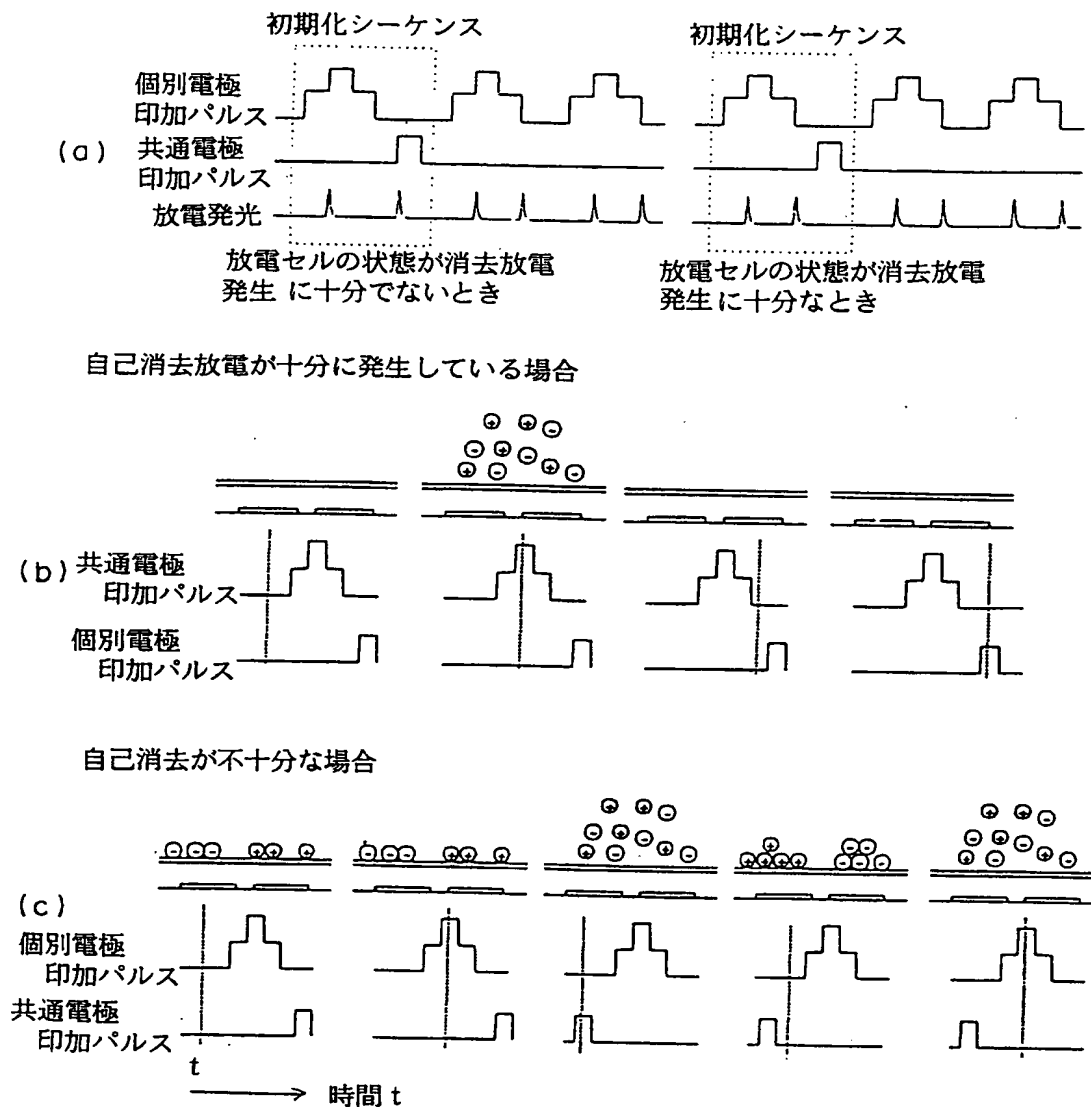 初期化シーケンス
初期化シーケンス
個別電極
印加パルス
(a)
共通電極
印加パルス
放電発光
放電セルの状態が消去放電
発生に十分でないとき
放電セルの状態が消去放電
発生に十分なとき
自己消去放電が十分に発生している場合
(b)
共通電極
印加パルス
個別電極
印加パルス
自己消去が不十分な場合
(c)
個別電極
印加パルス
共通電極
印加パルス
t
時間 t